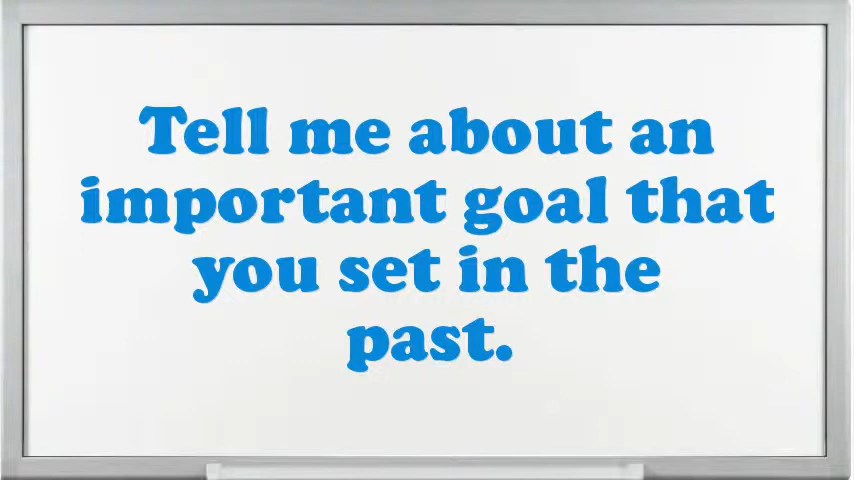 Tell me about an
important goal that
you set in the
past.